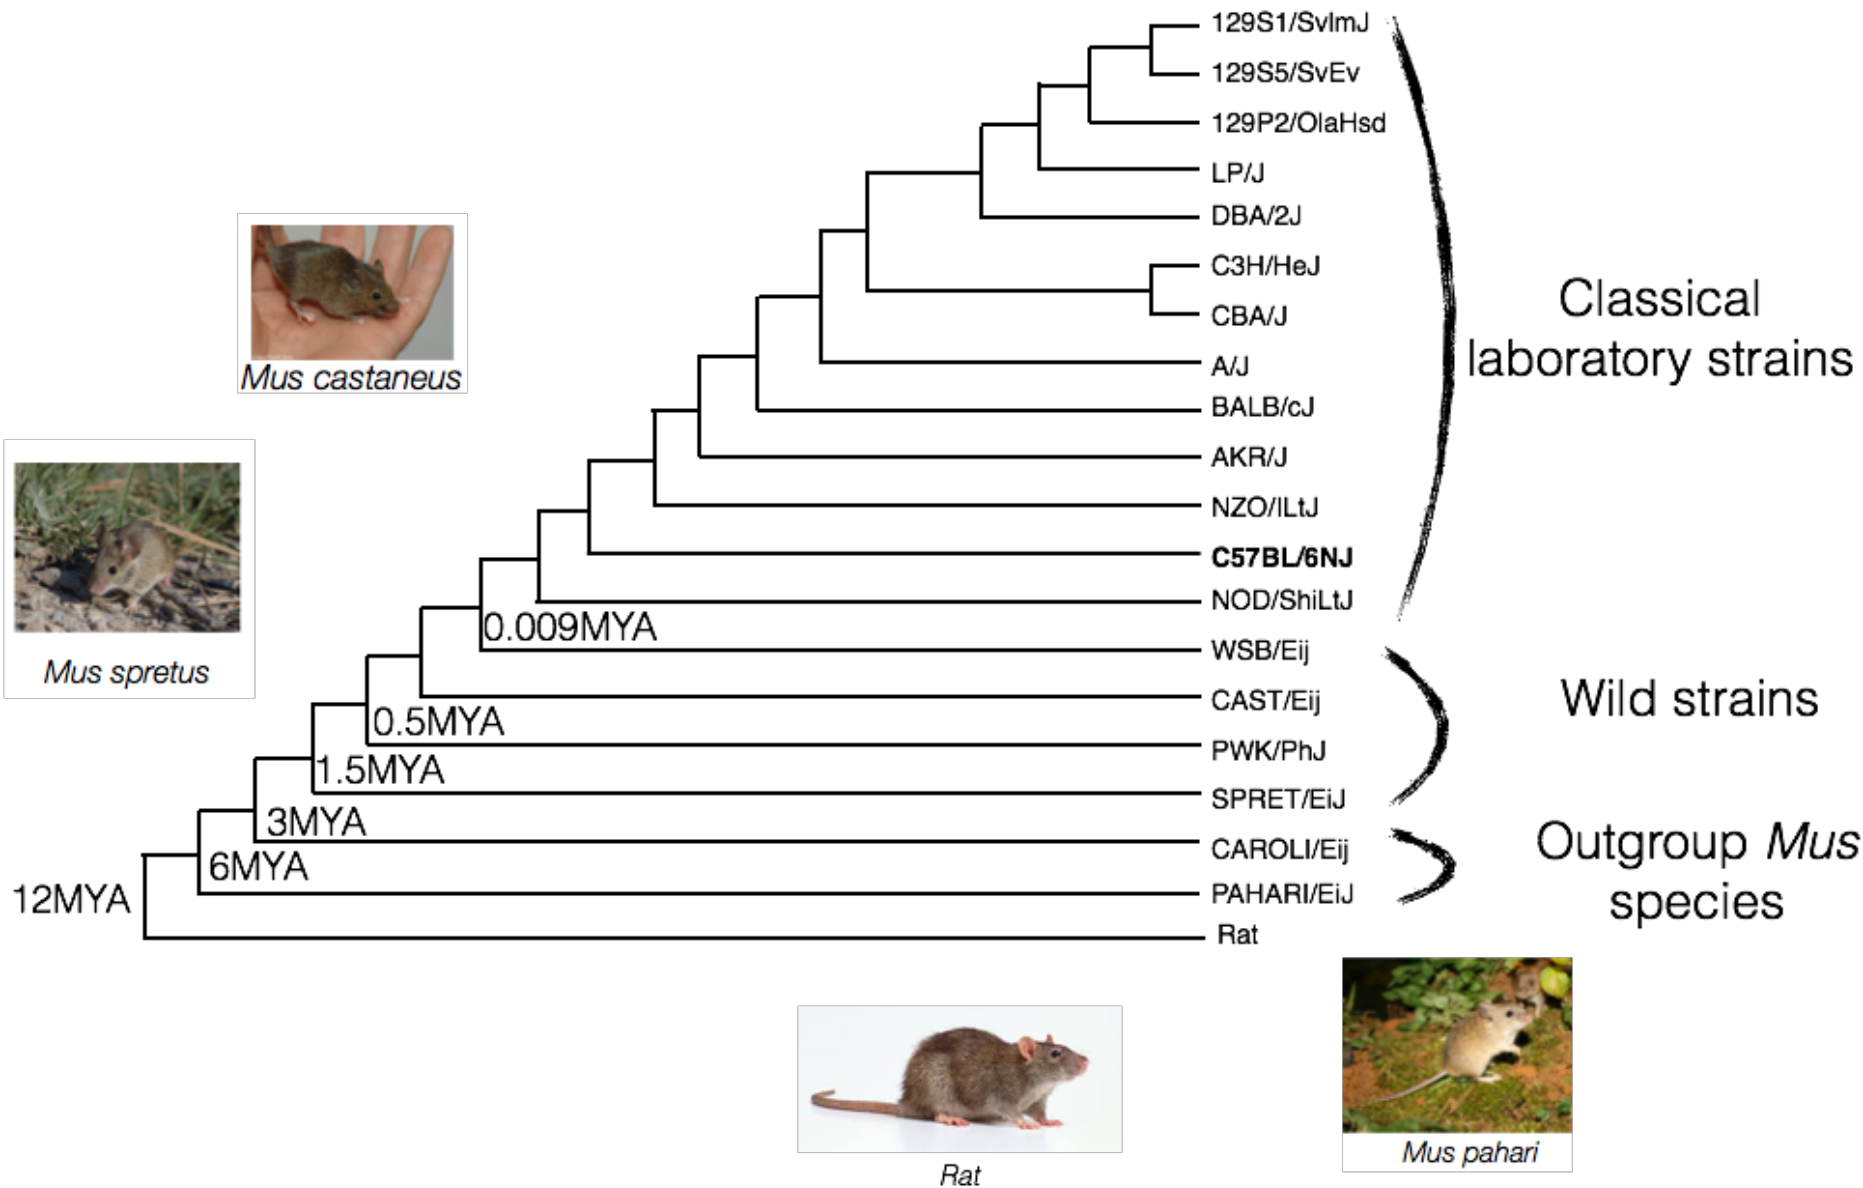 129S1/SvImJ
129S5/SvEv
129P2/OlaHsd
LP/J
DBA/2J
C3H/HeJ
CBA/J
A/J
BALB/cJ
AKR/J
NZO/ILtJ
C57BL/6NJ
NOD/ShiLtJ
WSB/Eij
CAST/Eij
PWK/PhJ
SPRET/EiJ
CAROLI/Eij
PAHARI/EiJ
Rat
Classical
laboratory strains
Wild strains
Outgroup Mus
species
0.009MYA
0.5MYA
1.5MYA
3MYA
6MYA
12MYA
Mus castaneus
Mus spretus
Rat
Mus pahari